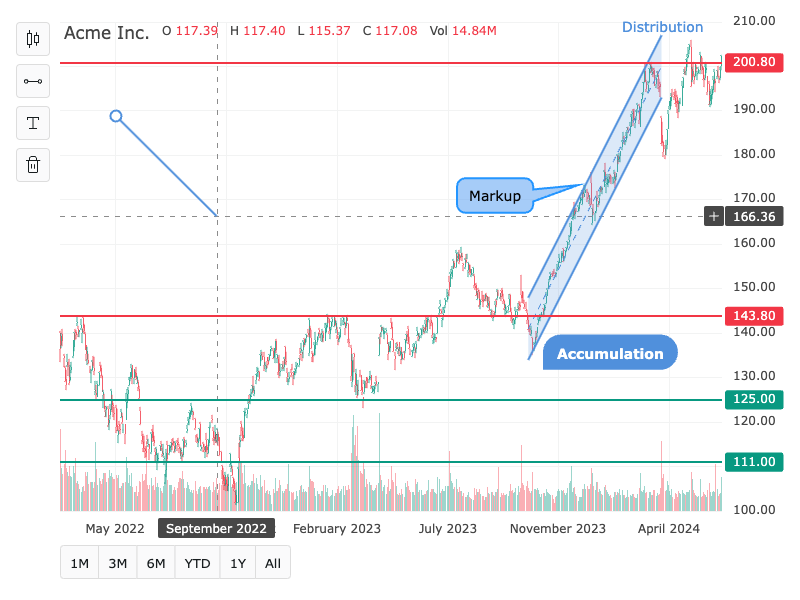 Acme Inc. O 117.39 H 117.40 L 115.37 C 117.08 Vol 14.84M
Distribution
210.00
200.80
190.00
180.00
Markup
170.00
T
+ 166.36
160.00
150.00
143.80
140.00
Accumulation
130.00
125.00
120.00
111.00
100.00
May 2022 September 2022 February 2023 July 2023 November 2023 April 2024
1M 3M 6M YTD 1Y All